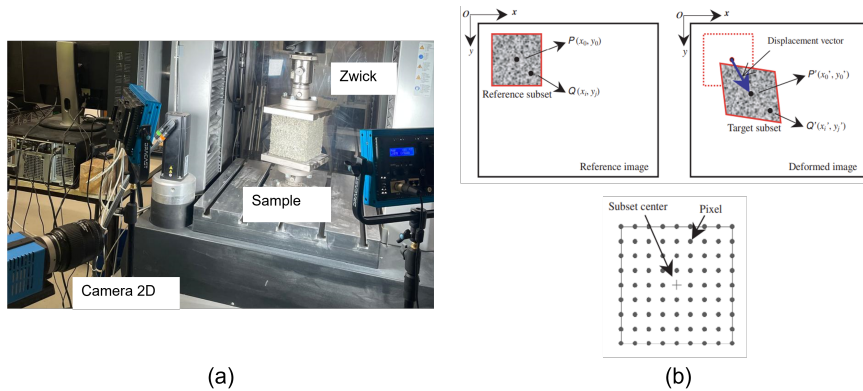 Zwick
Sample
Camera 2D
(a)
O x
y
P(x₀, y₀)
Q(xᵢ, yⱼ)
Reference subset
Reference image
O x
y
Displacement vector
P'(x₀', y₀')
Q'(xᵢ', yⱼ')
Target subset
Deformed image
Subset center
Pixel
(b)